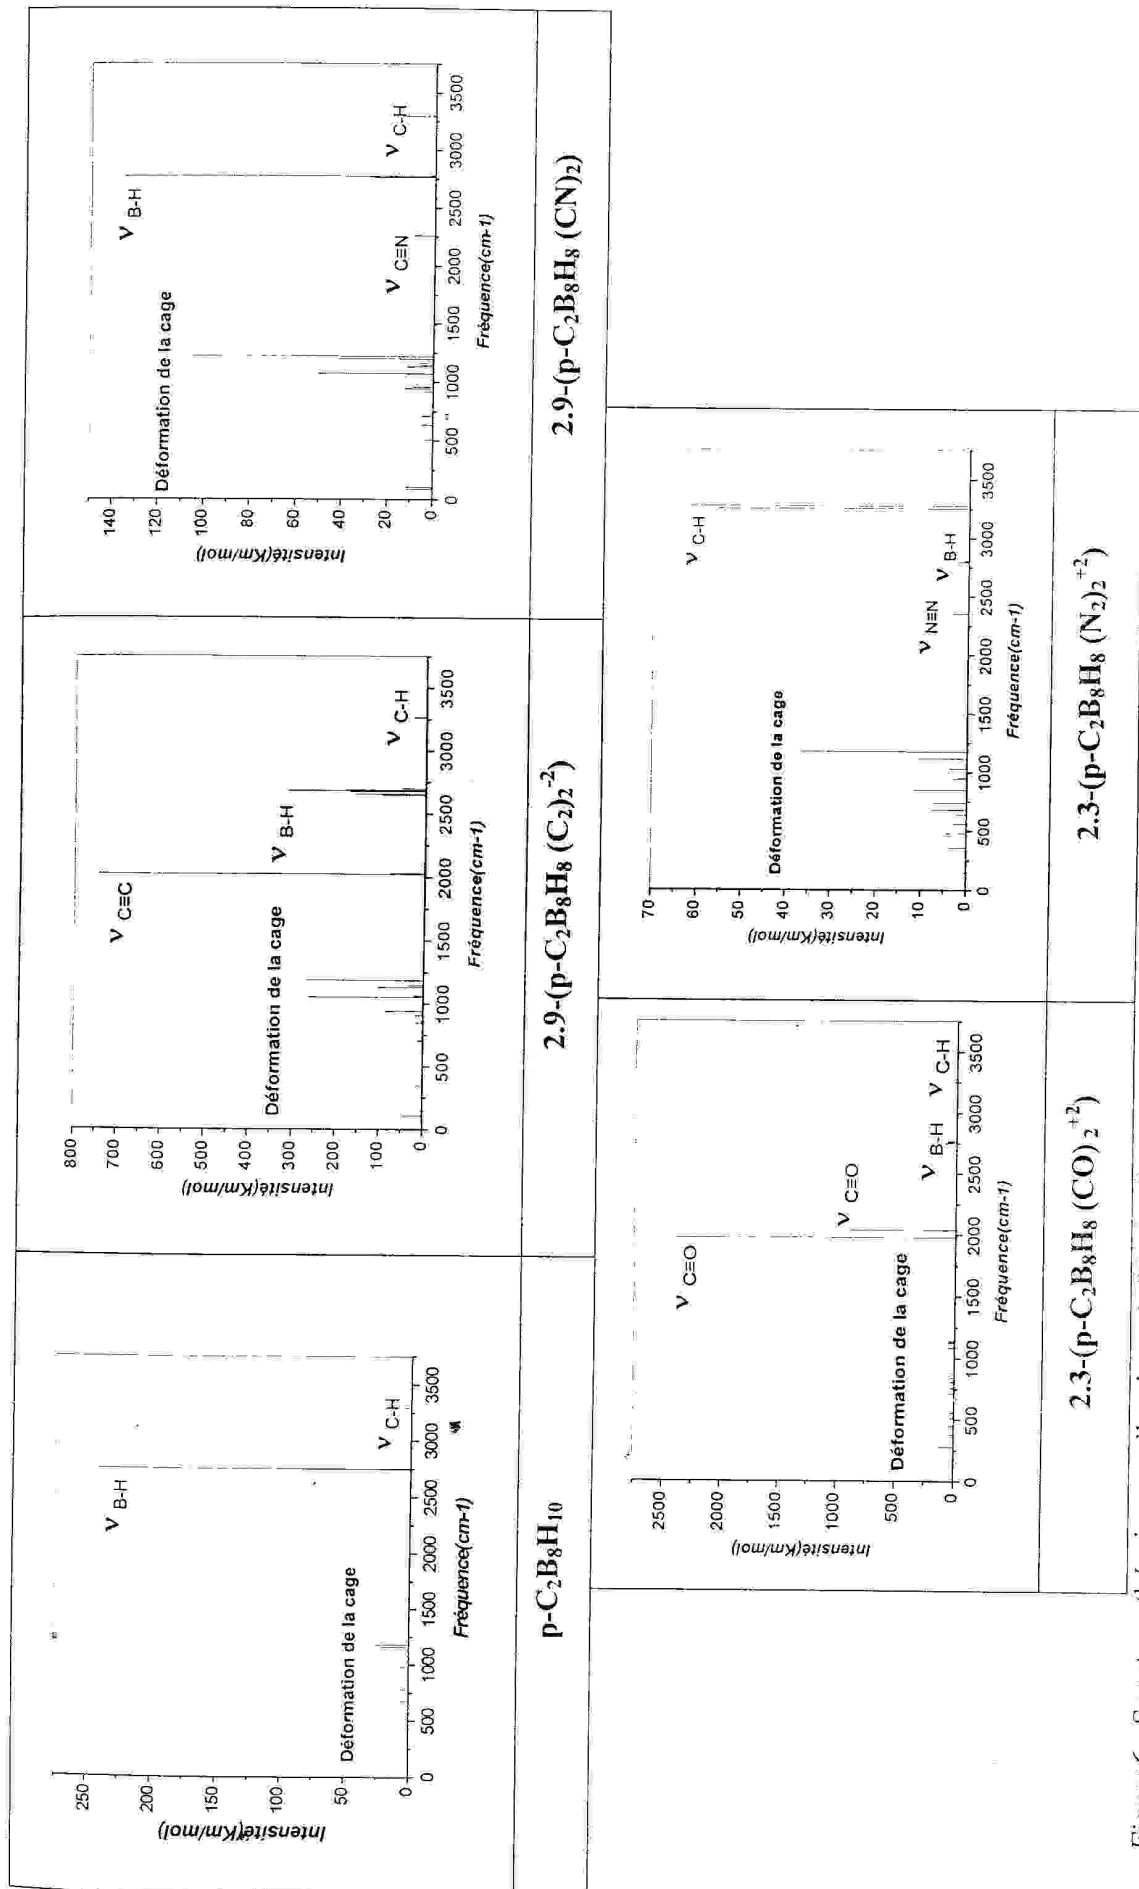 Intensité(Km/mol)
250
200
150
100
50
0
ν B-H
ν C-H
Déformation de la cage
0 500 1000 1500 2000 2500 3000 3500
Fréquence(cm-1)
p-C₂B₈H₁₀
Intensité(Km/mol)
800
700
600
500
400
300
200
100
0
ν C≡C
ν B-H
ν C-H
Déformation de la cage
0 500 1000 1500 2000 2500 3000 3500
Fréquence(cm-1)
2.9-(p-C₂B₈H₈ (C₂)₂⁻²)
Intensité(Km/mol)
140
120
100
80
60
40
20
0
Déformation de la cage
ν B-H
ν C≡N
ν C-H
0 500 1000 1500 2000 2500 3000 3500
Fréquence(cm-1)
2.9-(p-C₂B₈H₈ (CN)₂)
Intensité(Km/mol)
2500
2000
1500
1000
500
0
ν C≡O
ν C≡O
Déformation de la cage
ν B-H
ν C-H
0 500 1000 1500 2000 2500 3000 3500
Fréquence(cm-1)
2.3-(p-C₂B₈H₈ (CO)₂⁺²)
Intensité(Km/mol)
70
60
50
40
30
20
10
0
ν C-H
Déformation de la cage
ν N≡N
ν B-H
0 500 1000 1500 2000 2500 3000 3500
Fréquence(cm-1)
2.3-(p-C₂B₈H₈ (N₂)₂⁺²)